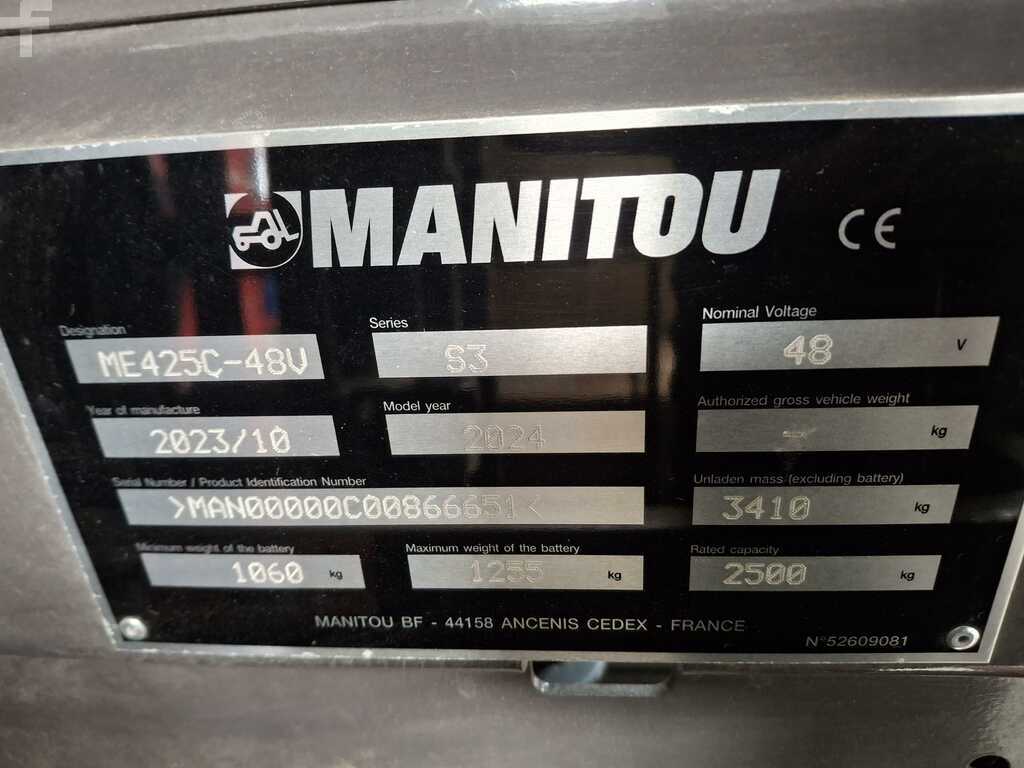 MANITOU CE
Designation Series Nominal Voltage
ME425C-48V S3 48 V
Year of manufacture Model year Authorized gross vehicle weight
2023/10 2024 - kg
Serial Number / Product Identification Number Unladen mass (excluding battery)
>MAN00000C00866651< 3410 kg
Minimum weight of the battery Maximum weight of the battery Rated capacity
1060 kg 1255 kg 2500 kg
MANITOU BF - 44158 ANCENIS CEDEX - FRANCE
N°52609081